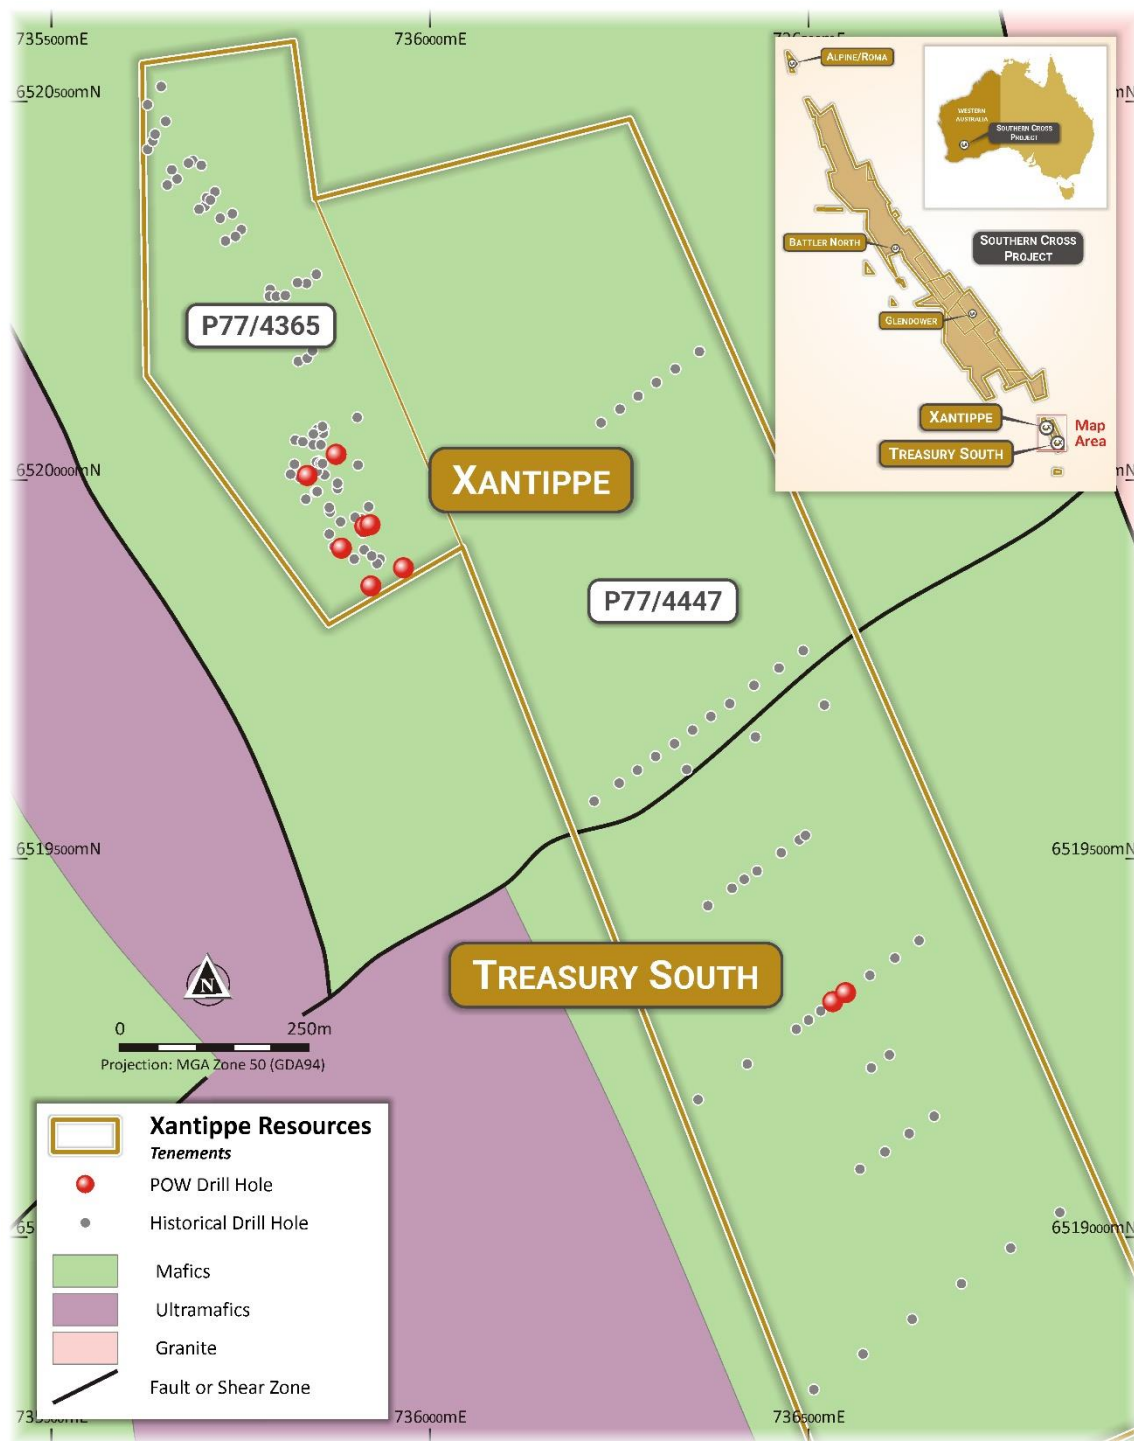 735500mE
736000mE
6520500mN
ALPINE/ROMA
WESTERN
AUSTRALIA
SOUTHERN CROSS
PROJECT
BATTLER NORTH
SOUTHERN CROSS
PROJECT
GLENDOWER
XANTIPPE
Map
Area
TREASURY SOUTH
P77/4365
6520000mN
XANTIPPE
P77/4447
6519500mN
6519500mN
TREASURY SOUTH
N
0 250m
Projection: MGA Zone 50 (GDA94)
Xantippe Resources
Tenements
POW Drill Hole
Historical Drill Hole
Mafics
Ultramafics
Granite
Fault or Shear Zone
6519000mN
736000mE
736500mE